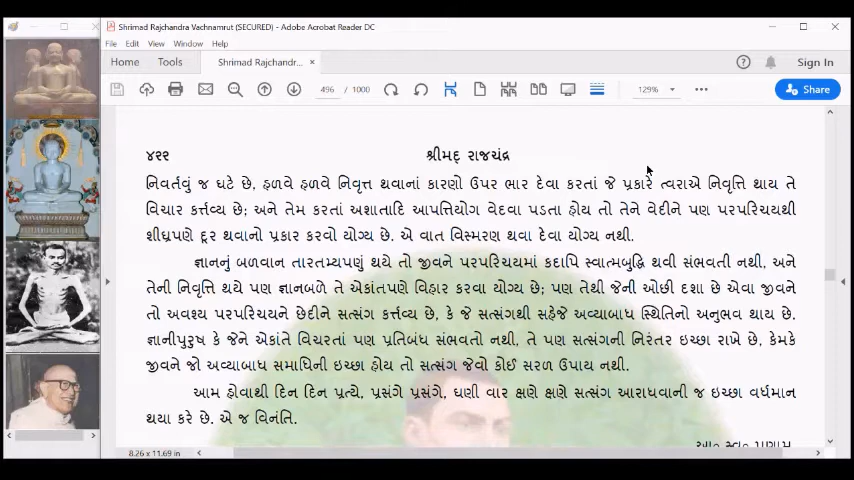 Shrimad Rajchandra Vachnamrut (SECURED) - Adobe Acrobat Reader DC
File Edit View Window Help
Home Tools Shrimad Rajchandr... × Sign In
496 / 1000 129% Share
૪૨૨ શ્રીમદ્ રાજચંદ્ર
નિવર્તવું જ ઘટે છે, હળવે હળવે નિવૃત્ત થવાનાં કારણો ઉપર ભાર દેવા કરતાં જે પ્રકારે ત્વરાએ નિવૃત્તિ થાય તે
વિચાર કર્ત્તવ્ય છે; અને તેમ કરતાં અશાતાદિ આપત્તિયોગ વેદવા પડતા હોય તો તેને વેદીને પણ પરપરિચયથી
શીઘ્રપણે દૂર થવાનો પ્રકાર કરવો યોગ્ય છે. એ વાત વિસ્મરણ થવા દેવા યોગ્ય નથી.
જ્ઞાનનું બળવાન તારતમ્યપણું થયે તો જીવને પરપરિચયમાં કદાપિ સ્વાત્મબુદ્ધિ થવી સંભવતી નથી, અને
તેની નિવૃત્તિ થયે પણ જ્ઞાનબળે તે એકાંતપણે વિહાર કરવા યોગ્ય છે; પણ તેથી જેની ઓછી દશા છે એવા જીવને
તો અવશ્ય પરપરિચયને છેદીને સત્સંગ કર્ત્તવ્ય છે, કે જે સત્સંગથી સહેજે અવ્યાબાધ સ્થિતિનો અનુભવ થાય છે.
જ્ઞાનીપુરુષ કે જેને એકાંતે વિચરતાં પણ પ્રતિબંધ સંભવતો નથી, તે પણ સત્સંગની નિરંતર ઇચ્છા રાખે છે, કેમકે
જીવને જો અવ્યાબાધ સમાધિની ઇચ્છા હોય તો સત્સંગ જેવો કોઈ સરળ ઉપાય નથી.
આમ હોવાથી દિન દિન પ્રત્યે, પ્રસંગે પ્રસંગે, ઘણી વાર ક્ષણે ક્ષણે સત્સંગ આરાધવાની જ ઇચ્છા વર્ધમાન
થયા કરે છે. એ જ વિનંતિ.
આ૦ સ્વ૦ પ્રણામ
8.26 x 11.69 in